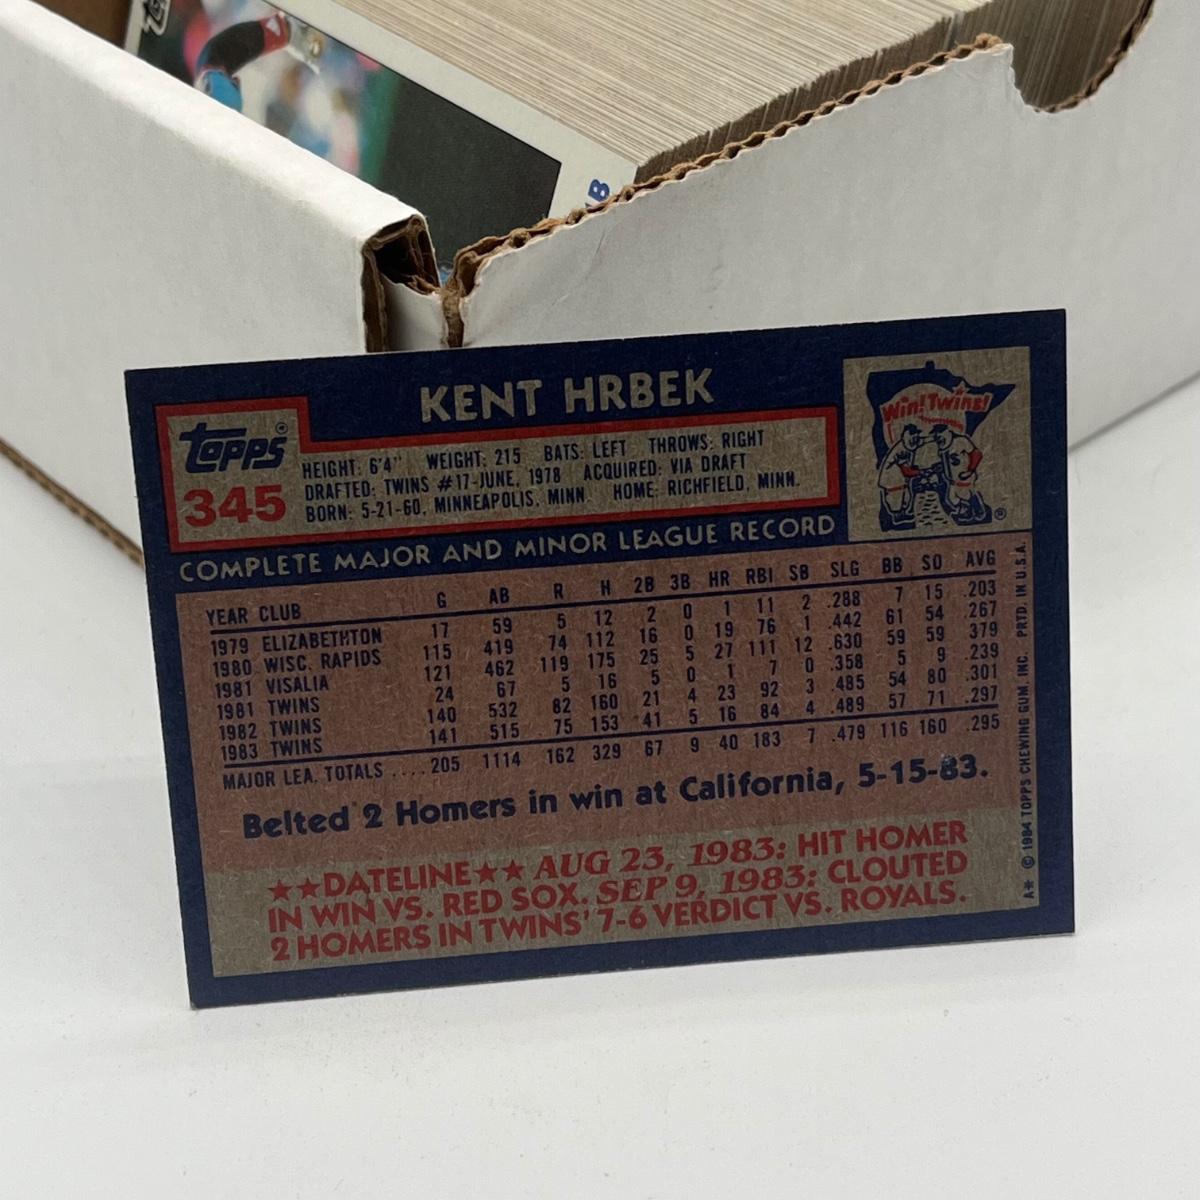 KENT HRBEK
Topps®
345
HEIGHT: 6'4" WEIGHT: 215 BATS: LEFT THROWS: RIGHT
DRAFTED: TWINS #17-JUNE, 1978 ACQUIRED: VIA DRAFT
BORN: 5-21-60, MINNEAPOLIS, MINN. HOME: RICHFIELD, MINN.
Win! Twins!
®
COMPLETE MAJOR AND MINOR LEAGUE RECORD
YEAR CLUB G AB R H 2B 3B HR RBI SB SLG BB SO AVG
1979 ELIZABETHTON 17 59 5 12 2 0 1 11 2 .288 7 15 .203
1980 WISC. RAPIDS 115 419 74 112 16 0 19 76 1 .442 61 54 .267
1981 VISALIA 121 462 119 175 25 5 27 111 12 .630 59 59 379
1981 TWINS 24 67 5 16 5 0 1 7 0 .358 5 9 .239
1982 TWINS 140 532 82 160 21 4 23 92 3 .485 54 80 .301
1983 TWINS 141 515 75 153 41 5 16 84 4 .489 57 71 .297
MAJOR LEA. TOTALS .... 205 1114 162 329 67 9 40 183 7 .479 116 160 .295
Belted 2 Homers in win at California, 5-15-83.
★★DATELINE★★ AUG 23, 1983: HIT HOMER
IN WIN VS. RED SOX. SEP 9, 1983: CLOUTED
2 HOMERS IN TWINS' 7-6 VERDICT VS. ROYALS.
A* © 1984 TOPPS CHEWING GUM, INC. PRTD. IN U.S.A.